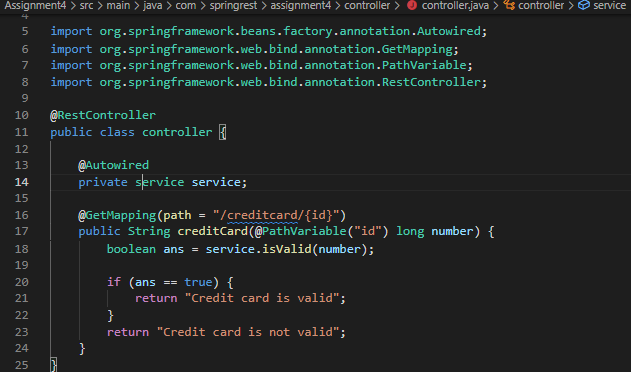 Assignment4 > src > main > java > com > springrest > assignment4 > controller > controller.java > controller > service
4
5 import org.springframework.beans.factory.annotation.Autowired;
6 import org.springframework.web.bind.annotation.GetMapping;
7 import org.springframework.web.bind.annotation.PathVariable;
8 import org.springframework.web.bind.annotation.RestController;
9
10 @RestController
11 public class controller {
12
13 @Autowired
14 private service service;
15
16 @GetMapping(path = "/creditcard/{id}")
17 public String creditCard(@PathVariable("id") long number) {
18 boolean ans = service.isValid(number);
19
20 if (ans == true) {
21 return "Credit card is valid";
22 }
23 return "Credit card is not valid";
24 }
25 }